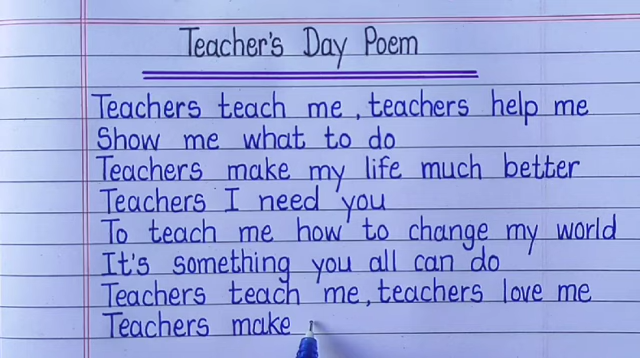 Teacher's Day Poem
Teachers teach me, teachers help me
Show me what to do
Teachers make my life much better
Teachers I need you
To teach me how to change my world
It's something you all can do
Teachers teach me, teachers love me
Teachers make